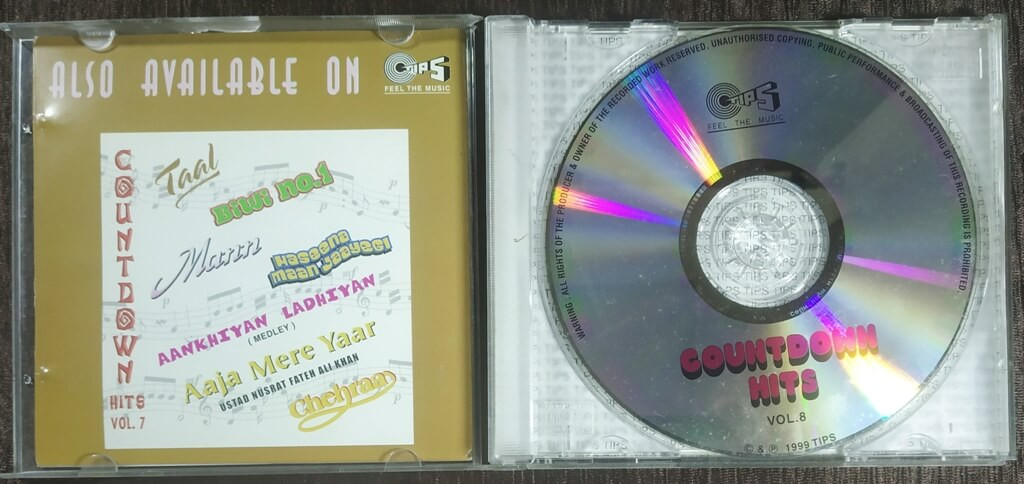 ALSO AVAILABLE ON
TIPS
FEEL THE MUSIC
COUNTDOWN
HITS
VOL. 7
Taal
Biwi no.1
Mann
Haseena
maan jaayegi
AANKHIYAN LADHIYAN
( MEDLEY )
Aaja Mere Yaar
USTAD NUSRAT FATEH ALI KHAN
Chehraa
WARNING. ALL RIGHTS OF THE PRODUCER & OWNER OF THE RECORDED WORK RESERVED. UNAUTHORISED COPYING, PUBLIC PERFORMANCE & BROADCASTING OF THIS RECORDING IS PROHIBITED
TIPS
FEEL THE MUSIC
COUNTDOWN
HITS
VOL.8
© & ℗ 1999 TIPS